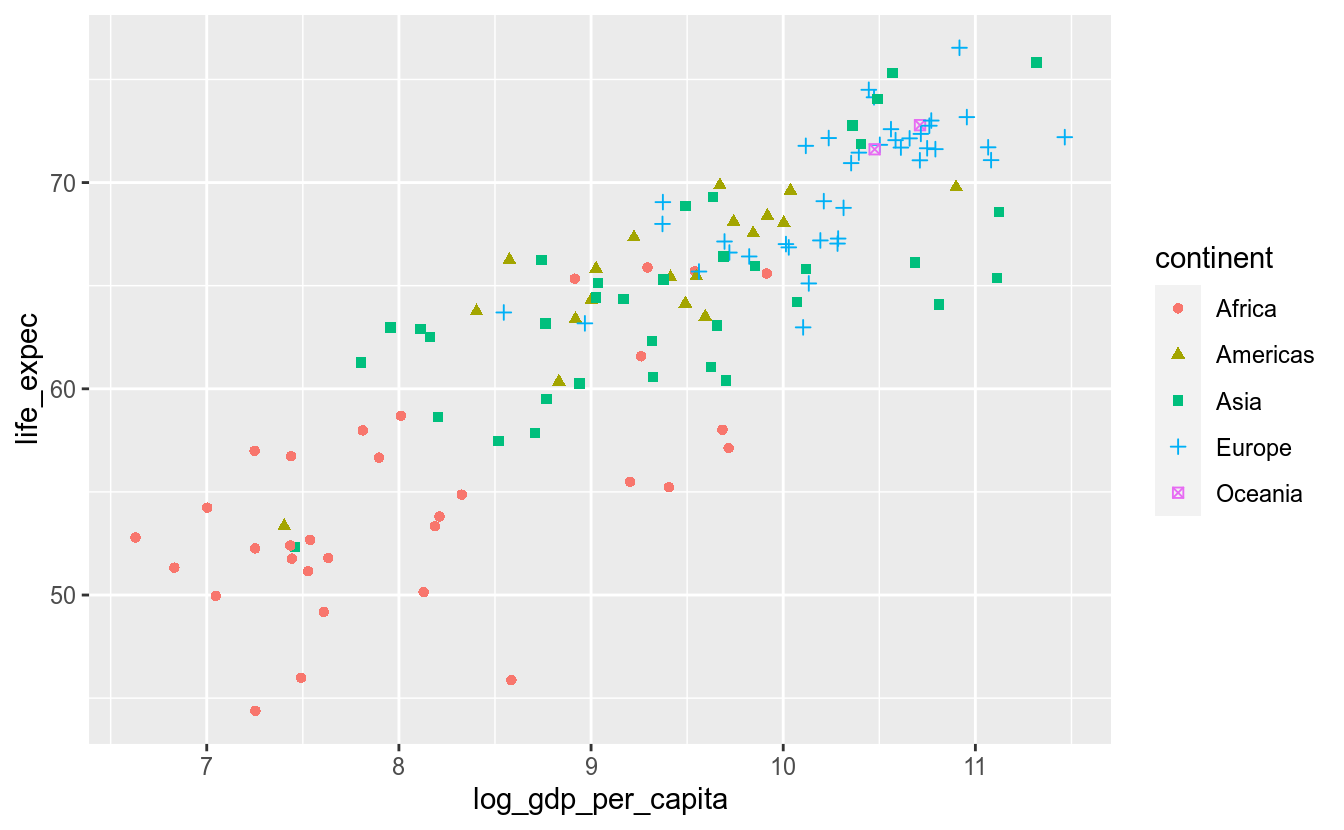 life_expec
70
60
50
7
8
9
10
11
log_gdp_per_capita
continent
Africa
Americas
Asia
Europe
Oceania